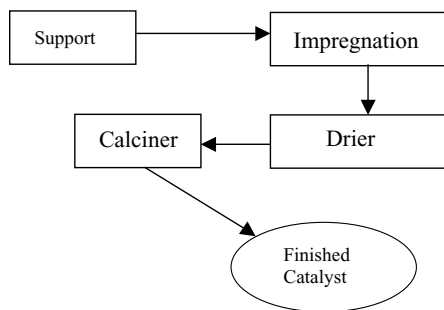 Support
Impregnation
Drier
Calciner
Finished
Catalyst